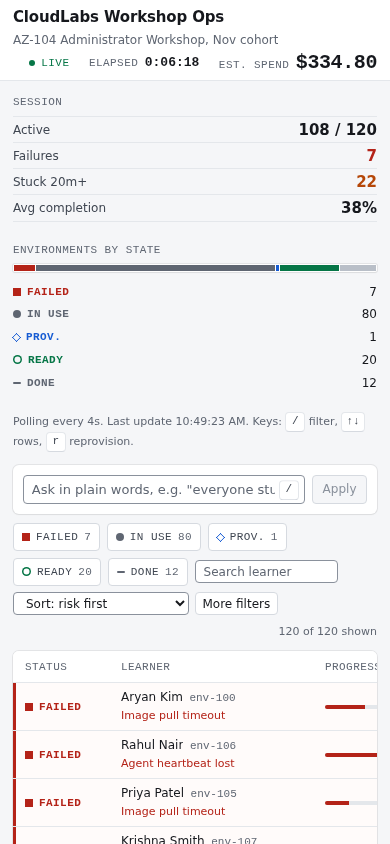 CloudLabs Workshop Ops
AZ-104 Administrator Workshop, Nov cohort
LIVE ELAPSED 0:06:18 EST. SPEND $334.80
SESSION
Active 108 / 120
Failures 7
Stuck 20m+ 22
Avg completion 38%
ENVIRONMENTS BY STATE
FAILED 7
IN USE 80
PROV. 1
READY 20
DONE 12
Polling every 4s. Last update 10:49:23 AM. Keys: / filter, ↑↓
rows, r reprovision.
Ask in plain words, e.g. "everyone stu / Apply
FAILED 7 IN USE 80 PROV. 1
READY 20 DONE 12 Search learner
Sort: risk first More filters
120 of 120 shown
STATUS LEARNER PROGRESS
FAILED Aryan Kim env-100
Image pull timeout
FAILED Rahul Nair env-106
Agent heartbeat lost
FAILED Priya Patel env-105
Image pull timeout
Krishna Smith env-107